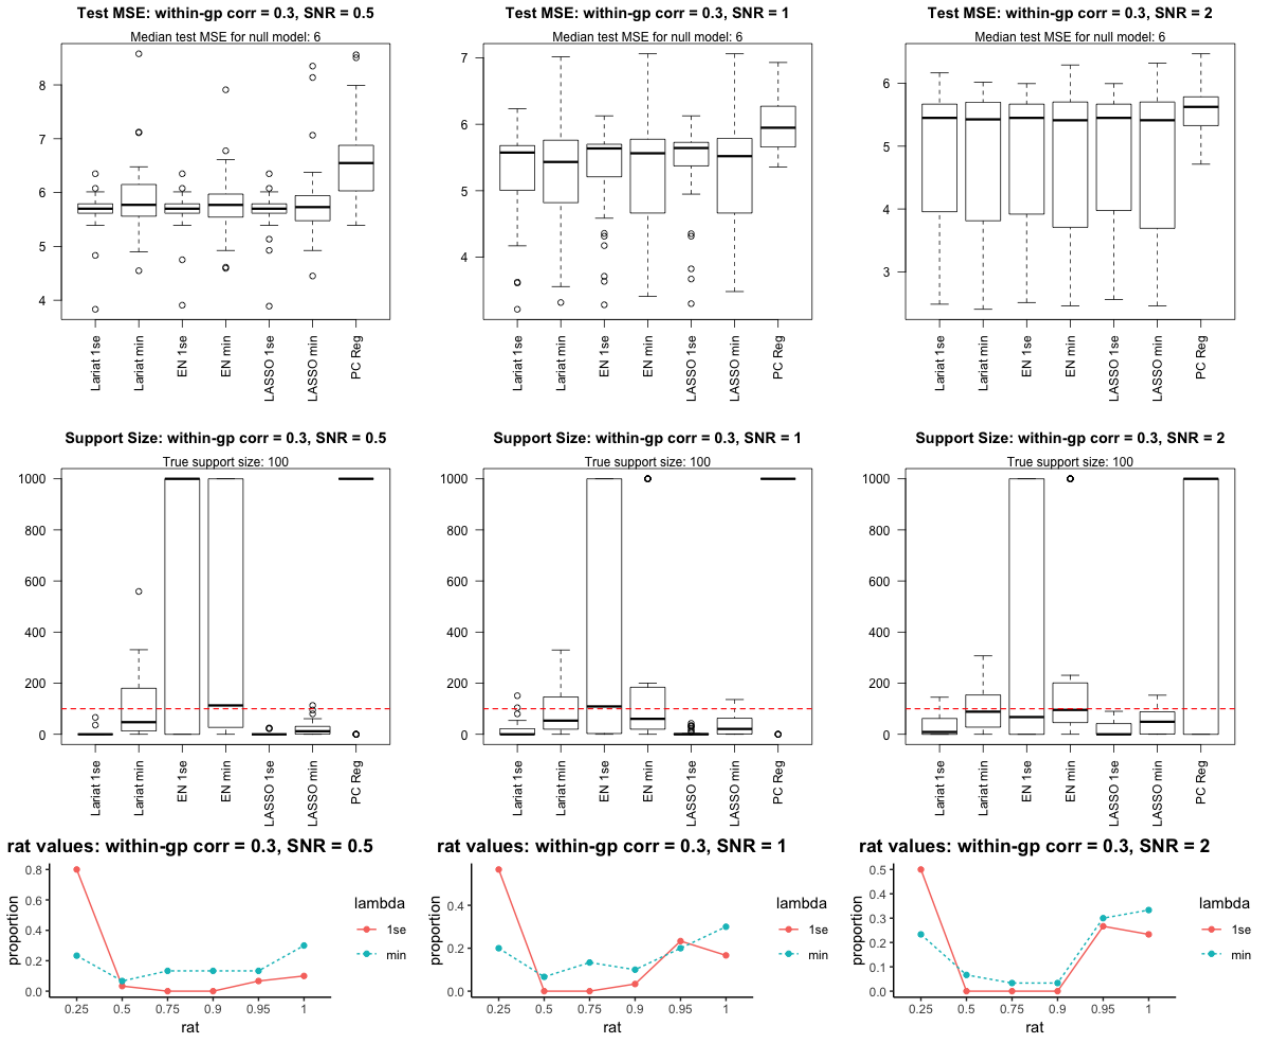 Test MSE: within-gp corr = 0.3, SNR = 0.5
Median test MSE for null model: 6
8
7
6
5
4
Lariat 1se
Lariat min
EN 1se
EN min
LASSO 1se
LASSO min
PC Reg
Test MSE: within-gp corr = 0.3, SNR = 1
Median test MSE for null model: 6
7
6
5
4
Lariat 1se
Lariat min
EN 1se
EN min
LASSO 1se
LASSO min
PC Reg
Test MSE: within-gp corr = 0.3, SNR = 2
Median test MSE for null model: 6
6
5
4
3
Lariat 1se
Lariat min
EN 1se
EN min
LASSO 1se
LASSO min
PC Reg
Support Size: within-gp corr = 0.3, SNR = 0.5
True support size: 100
1000
800
600
400
200
0
Lariat 1se
Lariat min
EN 1se
EN min
LASSO 1se
LASSO min
PC Reg
Support Size: within-gp corr = 0.3, SNR = 1
True support size: 100
1000
800
600
400
200
0
Lariat 1se
Lariat min
EN 1se
EN min
LASSO 1se
LASSO min
PC Reg
Support Size: within-gp corr = 0.3, SNR = 2
True support size: 100
1000
800
600
400
200
0
Lariat 1se
Lariat min
EN 1se
EN min
LASSO 1se
LASSO min
PC Reg
rat values: within-gp corr = 0.3, SNR = 0.5
proportion
0.8
0.6
0.4
0.2
0.0
0.25 0.5 0.75 0.9 0.95 1
rat
lambda
1se
min
rat values: within-gp corr = 0.3, SNR = 1
proportion
0.4
0.2
0.0
0.25 0.5 0.75 0.9 0.95 1
rat
lambda
1se
min
rat values: within-gp corr = 0.3, SNR = 2
proportion
0.5
0.4
0.3
0.2
0.1
0.0
0.25 0.5 0.75 0.9 0.95 1
rat
lambda
1se
min